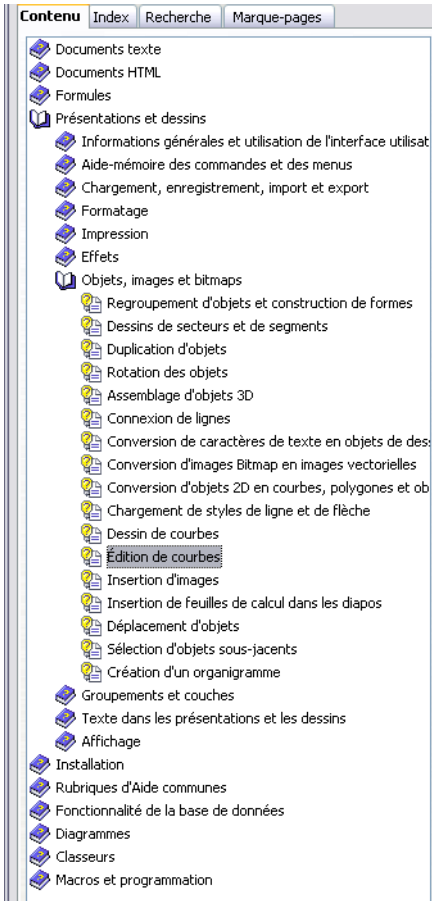 Contenu Index Recherche Marque-pages
Documents texte
Documents HTML
Formules
Présentations et dessins
Informations générales et utilisation de l'interface utilisat
Aide-mémoire des commandes et des menus
Chargement, enregistrement, import et export
Formatage
Impression
Effets
Objets, images et bitmaps
Regroupement d'objets et construction de formes
Dessins de secteurs et de segments
Duplication d'objets
Rotation des objets
Assemblage d'objets 3D
Connexion de lignes
Conversion de caractères de texte en objets de des
Conversion d'images Bitmap en images vectorielles
Conversion d'objets 2D en courbes, polygones et ob
Chargement de styles de ligne et de flèche
Dessin de courbes
Édition de courbes
Insertion d'images
Insertion de feuilles de calcul dans les diapos
Déplacement d'objets
Sélection d'objets sous-jacents
Création d'un organigramme
Groupements et couches
Texte dans les présentations et les dessins
Affichage
Installation
Rubriques d'Aide communes
Fonctionnalité de la base de données
Diagrammes
Classeurs
Macros et programmation